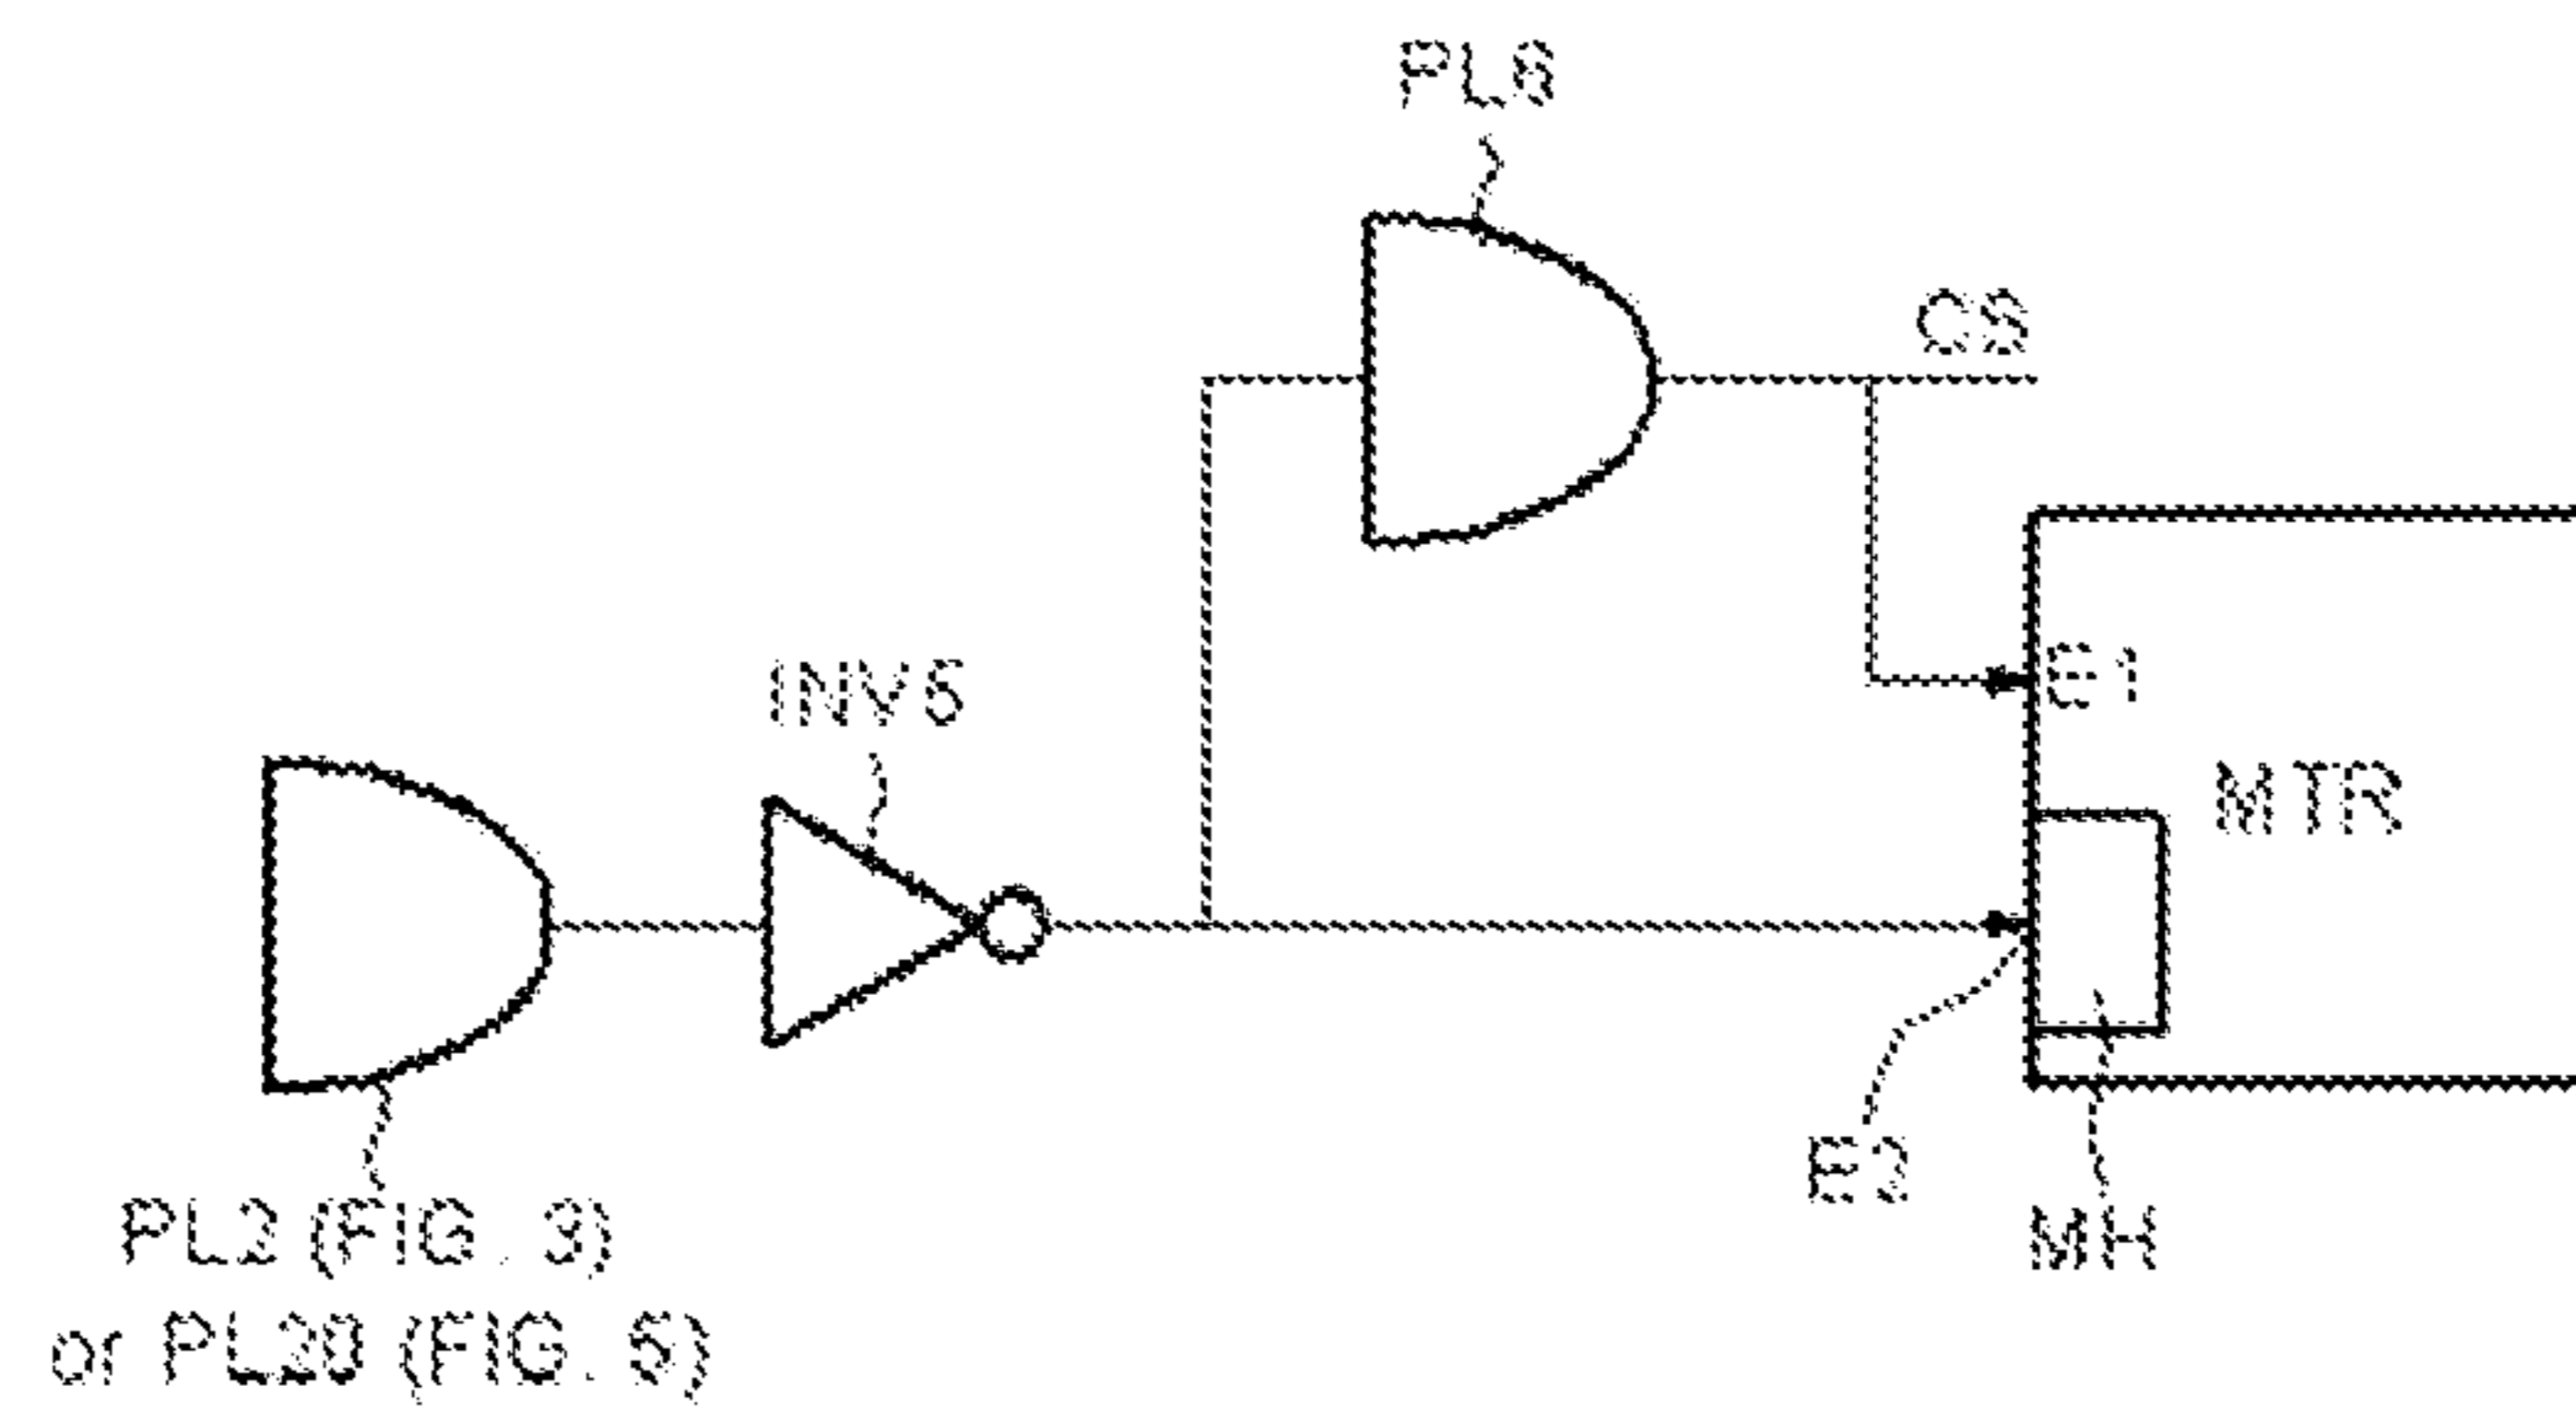 PL6
CS
INV5
E1
MTR
E2
MH
PL2 (FIG. 3)
or PL20 (FIG. 5)